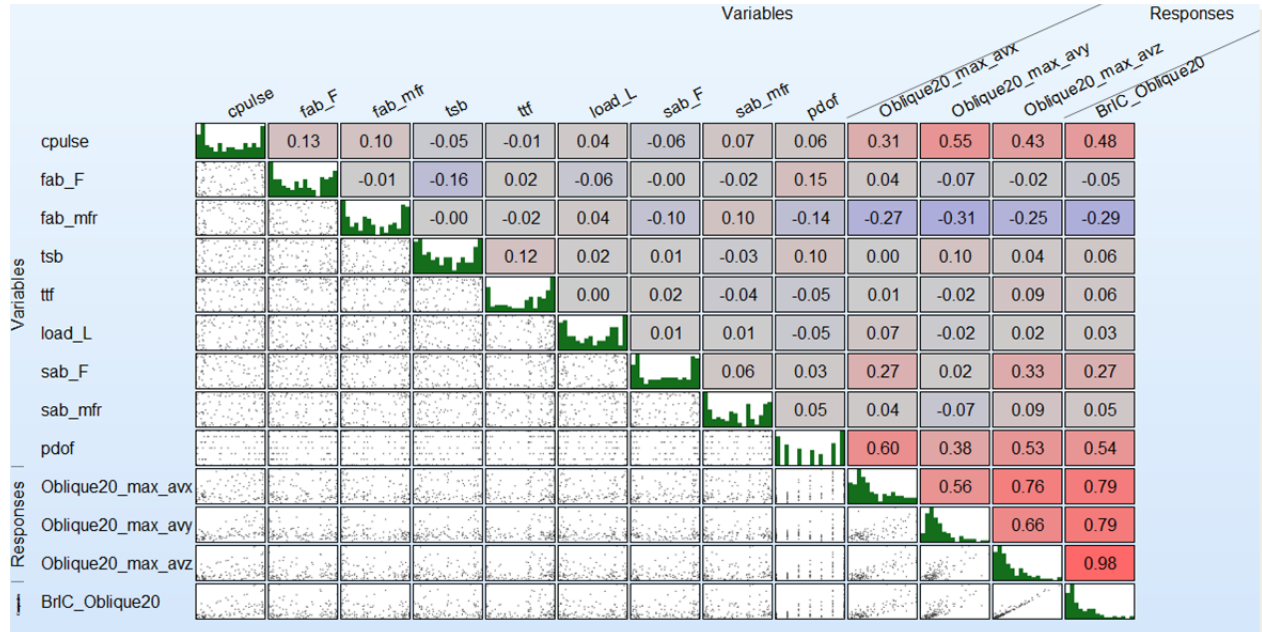 Variables Responses
cpulse fab_F fab_mfr tsb ttf load_L sab_F sab_mfr pdof Oblique20_max_avx Oblique20_max_avy Oblique20_max_avz BrIC_Oblique20
cpulse 0.13 0.10 -0.05 -0.01 0.04 -0.06 0.07 0.06 0.31 0.55 0.43 0.48
fab_F -0.01 -0.16 0.02 -0.06 -0.00 -0.02 0.15 0.04 -0.07 -0.02 -0.05
fab_mfr -0.00 -0.02 0.04 -0.10 0.10 -0.14 -0.27 -0.31 -0.25 -0.29
tsb 0.12 0.02 0.01 -0.03 0.10 0.00 0.10 0.04 0.06
ttf 0.00 0.02 -0.04 -0.05 0.01 -0.02 0.09 0.06
load_L 0.01 0.01 -0.05 0.07 -0.02 0.02 0.03
sab_F 0.06 0.03 0.27 0.02 0.33 0.27
sab_mfr 0.05 0.04 -0.07 0.09 0.05
pdof 0.60 0.38 0.53 0.54
Oblique20_max_avx 0.56 0.76 0.79
Oblique20_max_avy 0.66 0.79
Oblique20_max_avz 0.98
BrIC_Oblique20
Variables
Responses